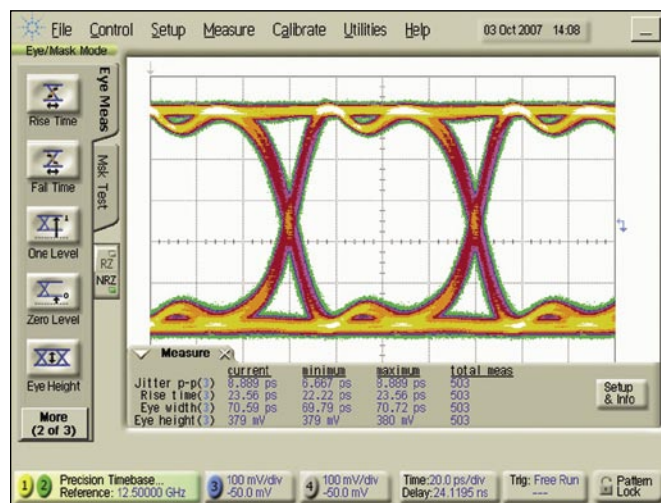 File Control Setup Measure Calibrate Utilities Help 03 Oct 2007 14:08
Eye/Mask Mode
Eye Meas
Msk Test
Rise Time
Fall Time
One Level
RZ
NRZ
Zero Level
Eye Height
More
(2 of 3)
Measure
current minimum maximum total meas
Jitter p-p(3) 8.889 ps 6.667 ps 8.889 ps 503
Rise time(3) 23.56 ps 22.22 ps 23.56 ps 503
Eye width(3) 70.59 ps 69.79 ps 70.72 ps 503
Eye height(3) 379 mV 379 mV 380 mV 503
Setup
& Info
1 2 Precision Timebase...
Reference: 12.50000 GHz
3 100 mV/div
-50.0 mV
4 100 mV/div
-50.0 mV
Time:20.0 ps/div
Delay:24.1195 ns
Trig: Free Run
---
Pattern
Lock